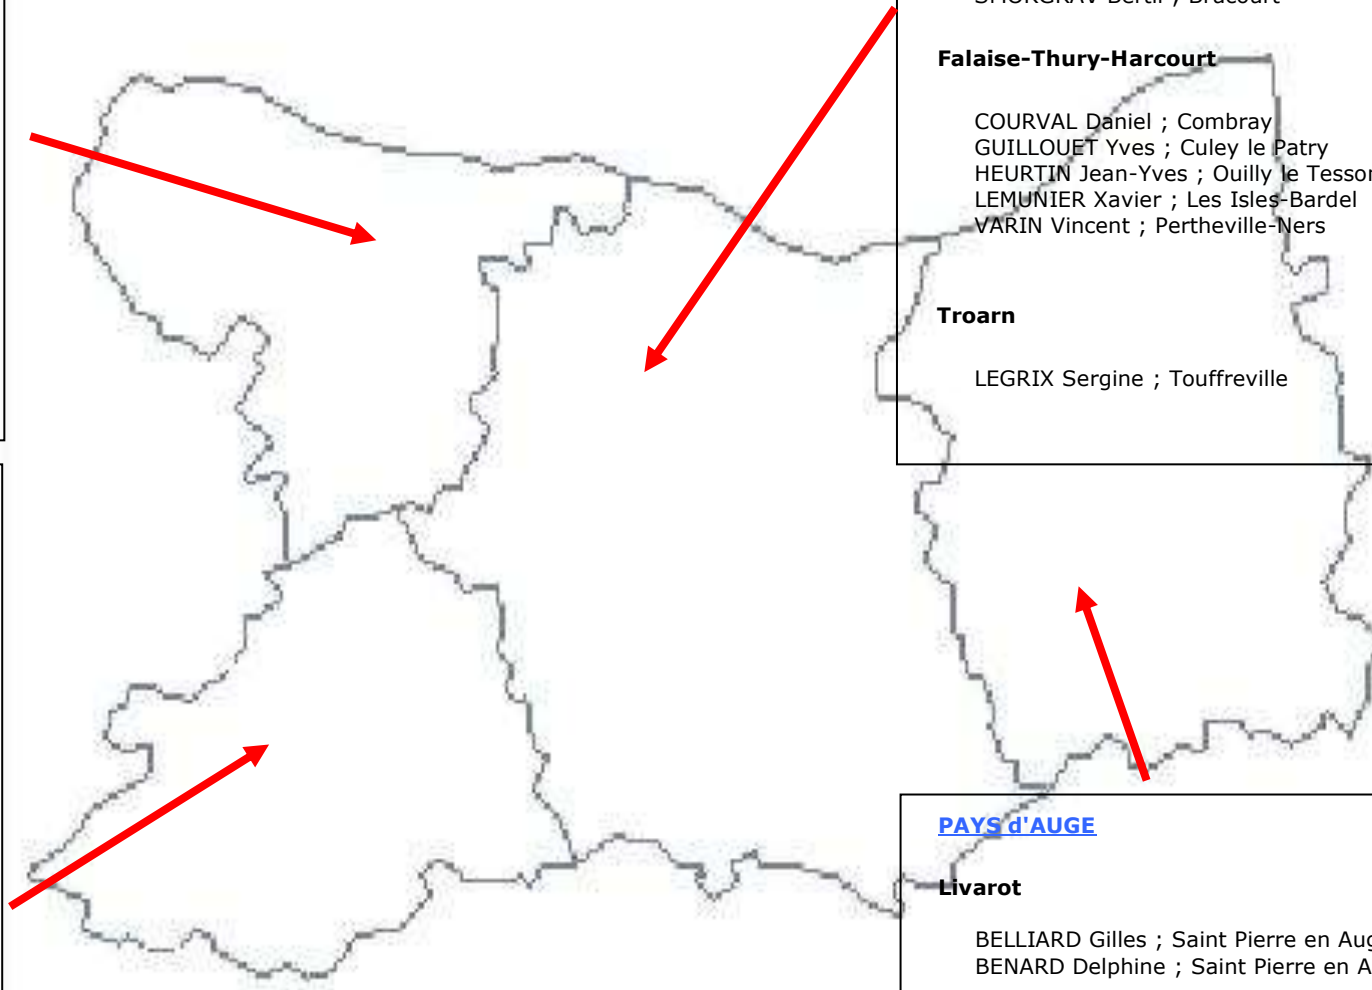 Falaise-Thury-Harcourt
COURVAL Daniel ; Combray
GUILLOUET Yves ; Culey le Patry
HEURTIN Jean-Yves ; Ouilly le Tesson
LEMUNIER Xavier ; Les Isles-Bardel
VARIN Vincent ; Pertheville-Ners
Troarn
LEGRIX Sergine ; Touffreville
PAYS d'AUGE
Livarot
BELLIARD Gilles ; Saint Pierre en Aug
BENARD Delphine ; Saint Pierre en A